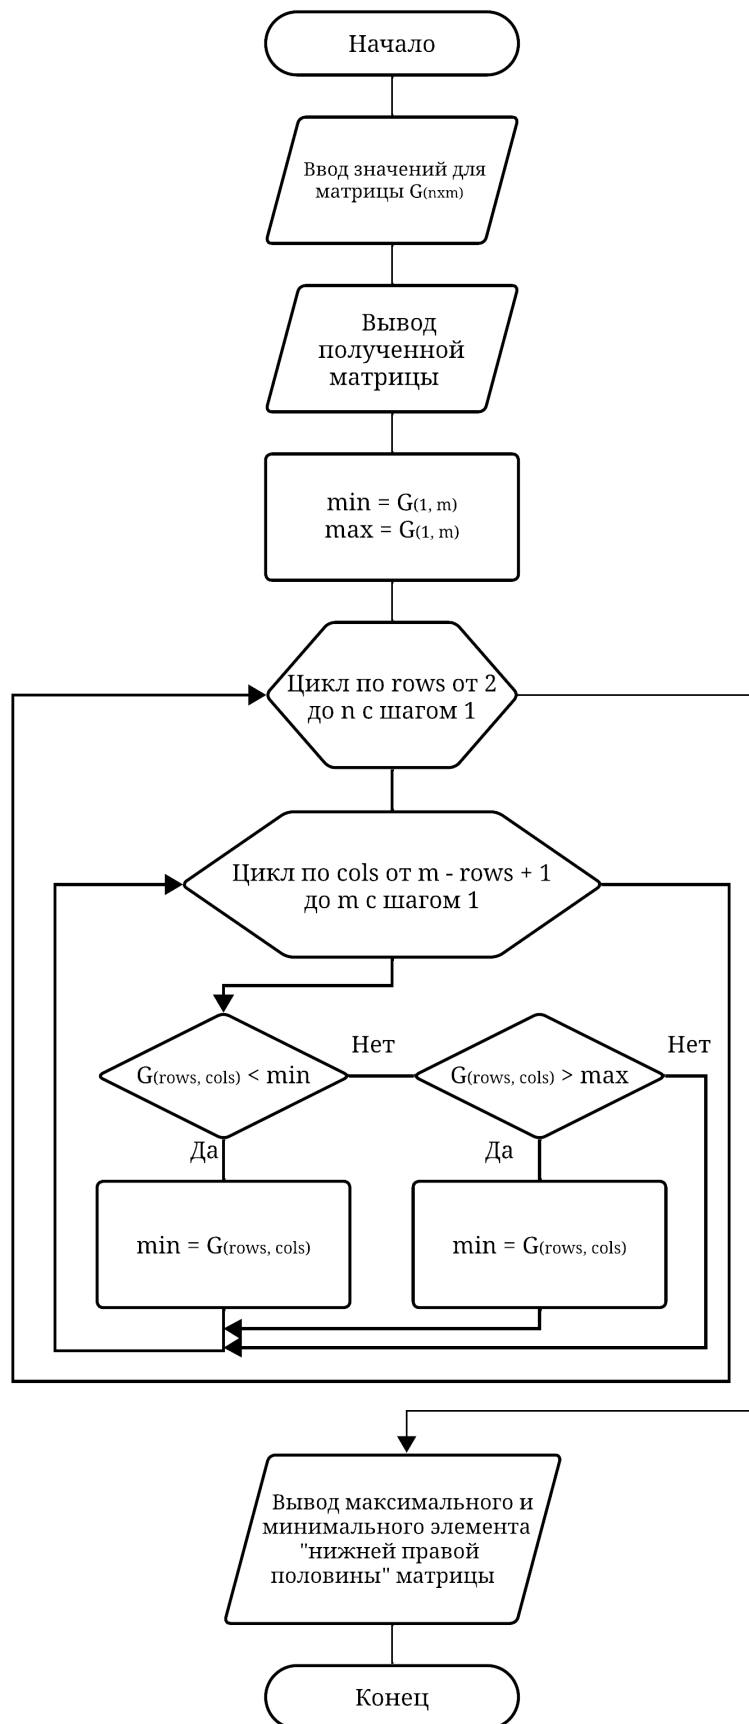 Начало
Ввод значений для
матрицы G(nxm)
Вывод
полученной
матрицы
min = G(1, m)
max = G(1, m)
Цикл по rows от 2
до n с шагом 1
Цикл по cols от m - rows + 1
до m с шагом 1
G(rows, cols) < min
Нет
G(rows, cols) > max
Нет
Да
Да
min = G(rows, cols)
min = G(rows, cols)
Вывод максимального и
минимального элемента
"нижней правой
половины" матрицы
Конец